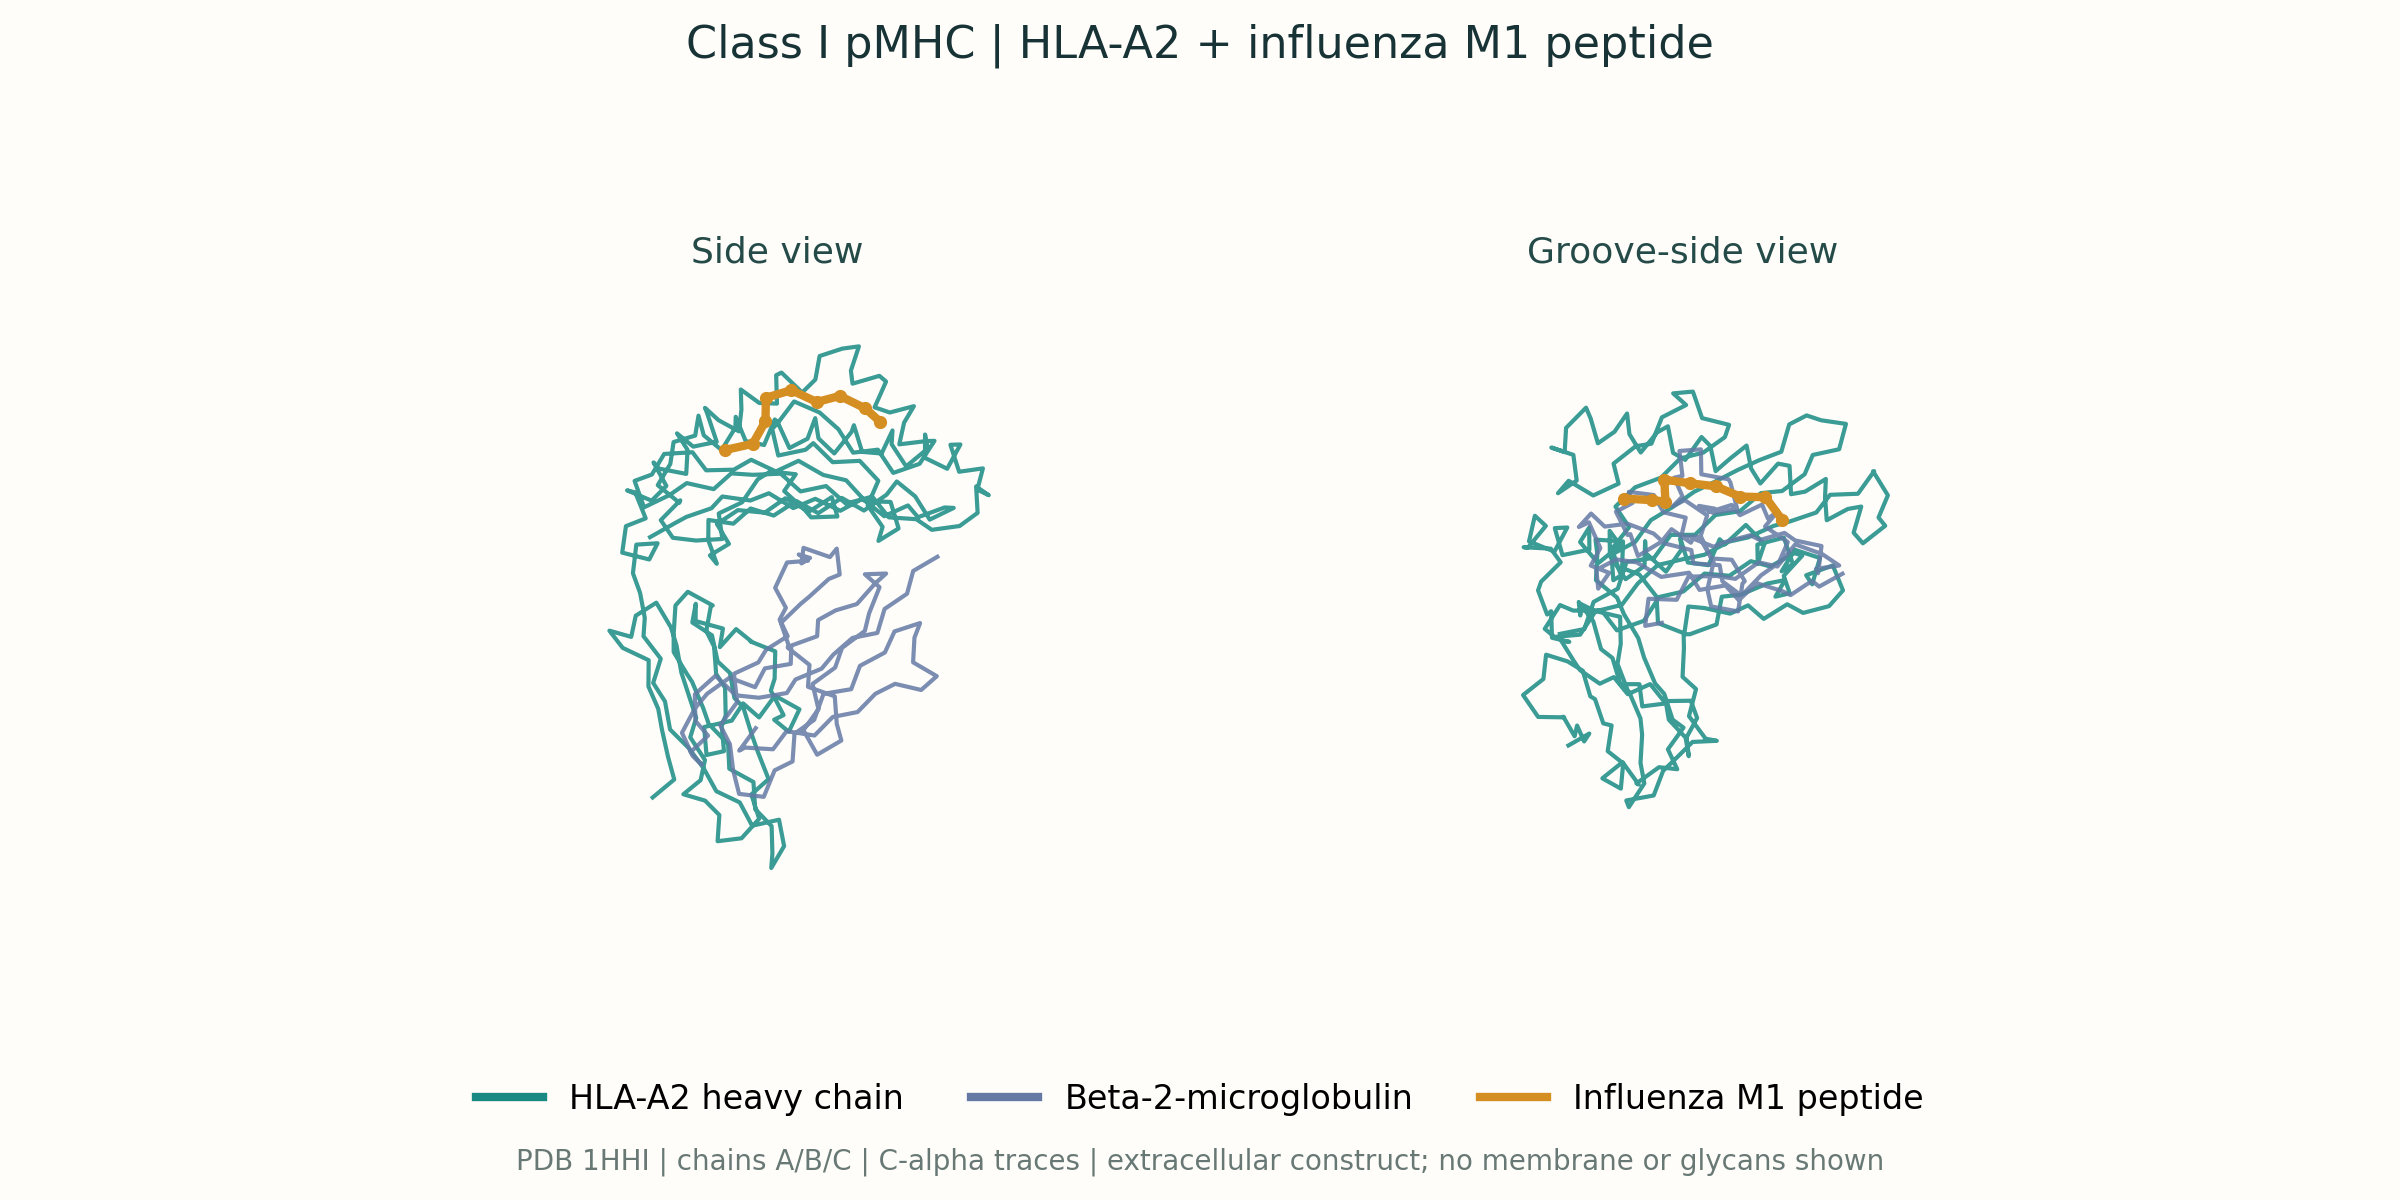 Class I pMHC | HLA-A2 + influenza M1 peptide
Side view
Groove-side view
HLA-A2 heavy chain
Beta-2-microglobulin
Influenza M1 peptide
PDB 1HHI | chains A/B/C | C-alpha traces | extracellular construct; no membrane or glycans shown